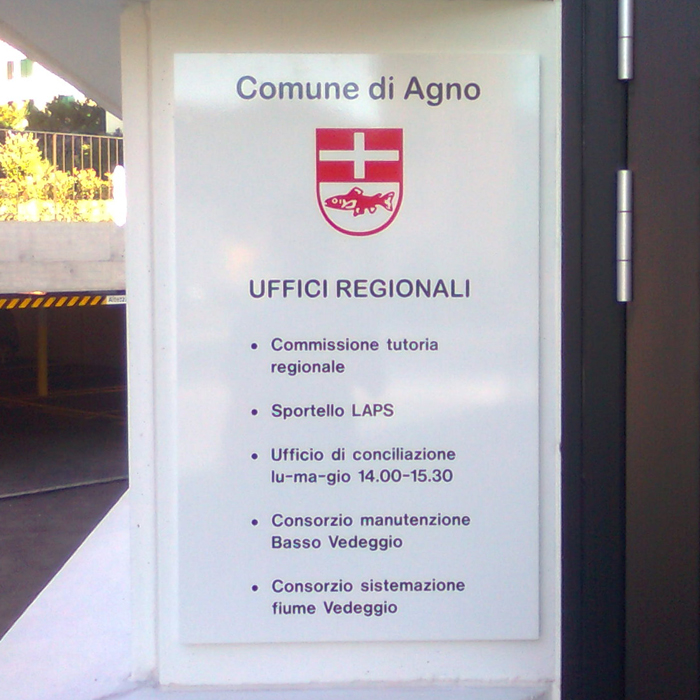 Comune di Agno
UFFICI REGIONALI
• Commissione tutoria
regionale
• Sportello LAPS
• Ufficio di conciliazione
lu-ma-gio 14.00-15.30
• Consorzio manutenzione
Basso Vedeggio
• Consorzio sistemazione
fiume Vedeggio